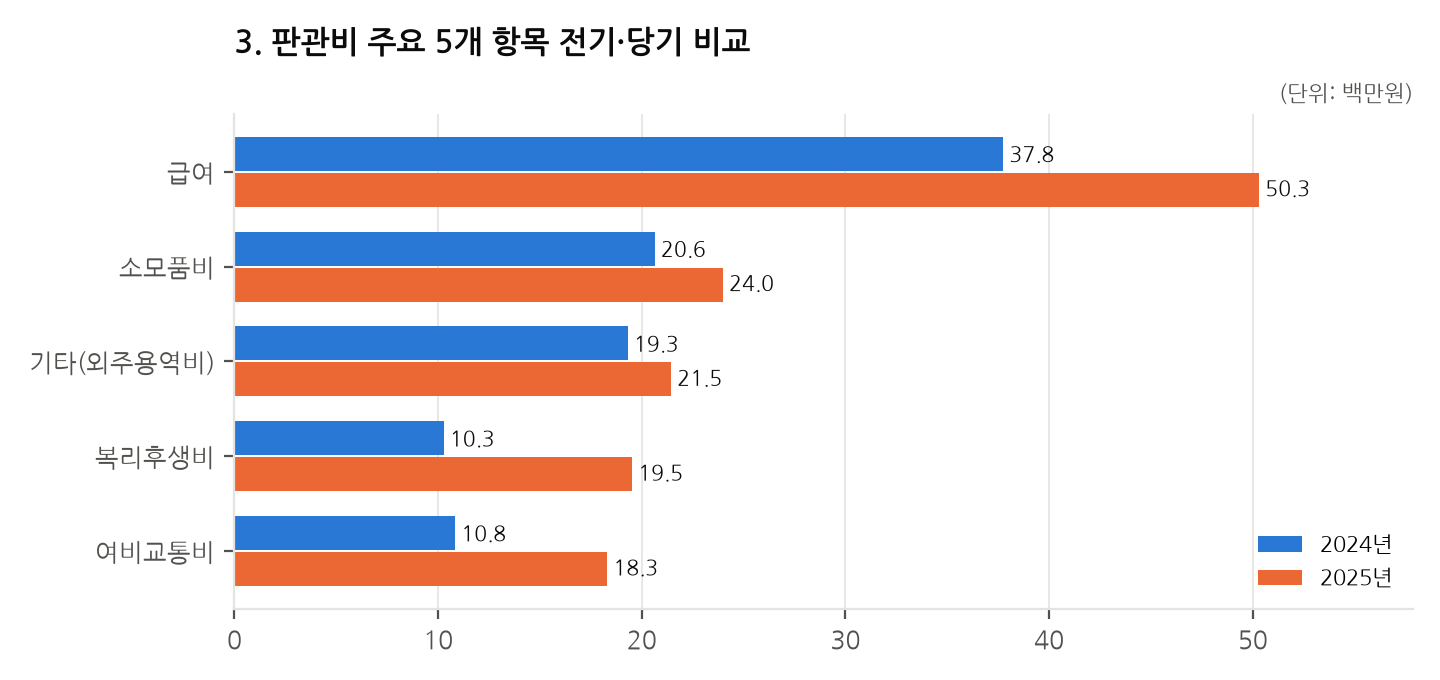 3. 판관비 주요 5개 항목 전기·당기 비교
(단위: 백만원)
급여
37.8
50.3
소모품비
20.6
24.0
기타(외주용역비)
19.3
21.5
복리후생비
10.3
19.5
여비교통비
10.8
18.3
2024년
2025년
0 10 20 30 40 50